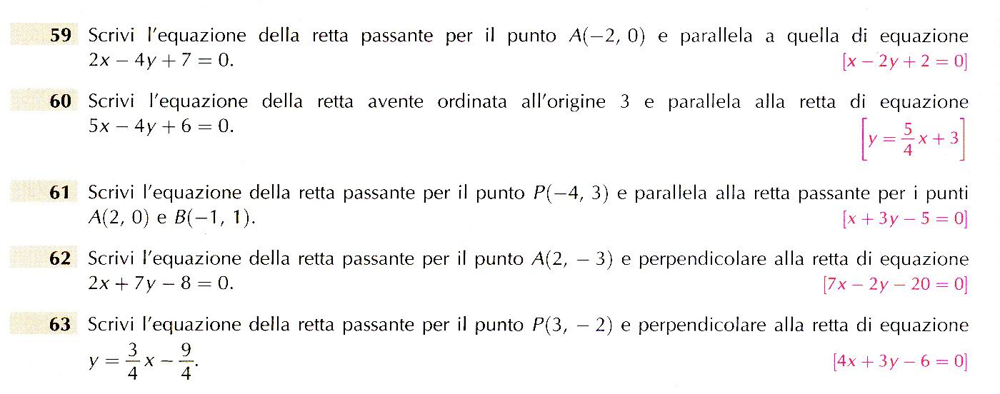 59 Scrivi l'equazione della retta passante per il punto A(−2, 0) e parallela a quella di equazione
2x − 4y + 7 = 0. [x − 2y + 2 = 0]
60 Scrivi l'equazione della retta avente ordinata all'origine 3 e parallela alla retta di equazione
5x − 4y + 6 = 0. [y = 5/4 x + 3]
61 Scrivi l'equazione della retta passante per il punto P(−4, 3) e parallela alla retta passante per i punti
A(2, 0) e B(−1, 1). [x + 3y − 5 = 0]
62 Scrivi l'equazione della retta passante per il punto A(2, − 3) e perpendicolare alla retta di equazione
2x + 7y − 8 = 0. [7x − 2y − 20 = 0]
63 Scrivi l'equazione della retta passante per il punto P(3, − 2) e perpendicolare alla retta di equazione
y = 3/4 x − 9/4. [4x + 3y − 6 = 0]